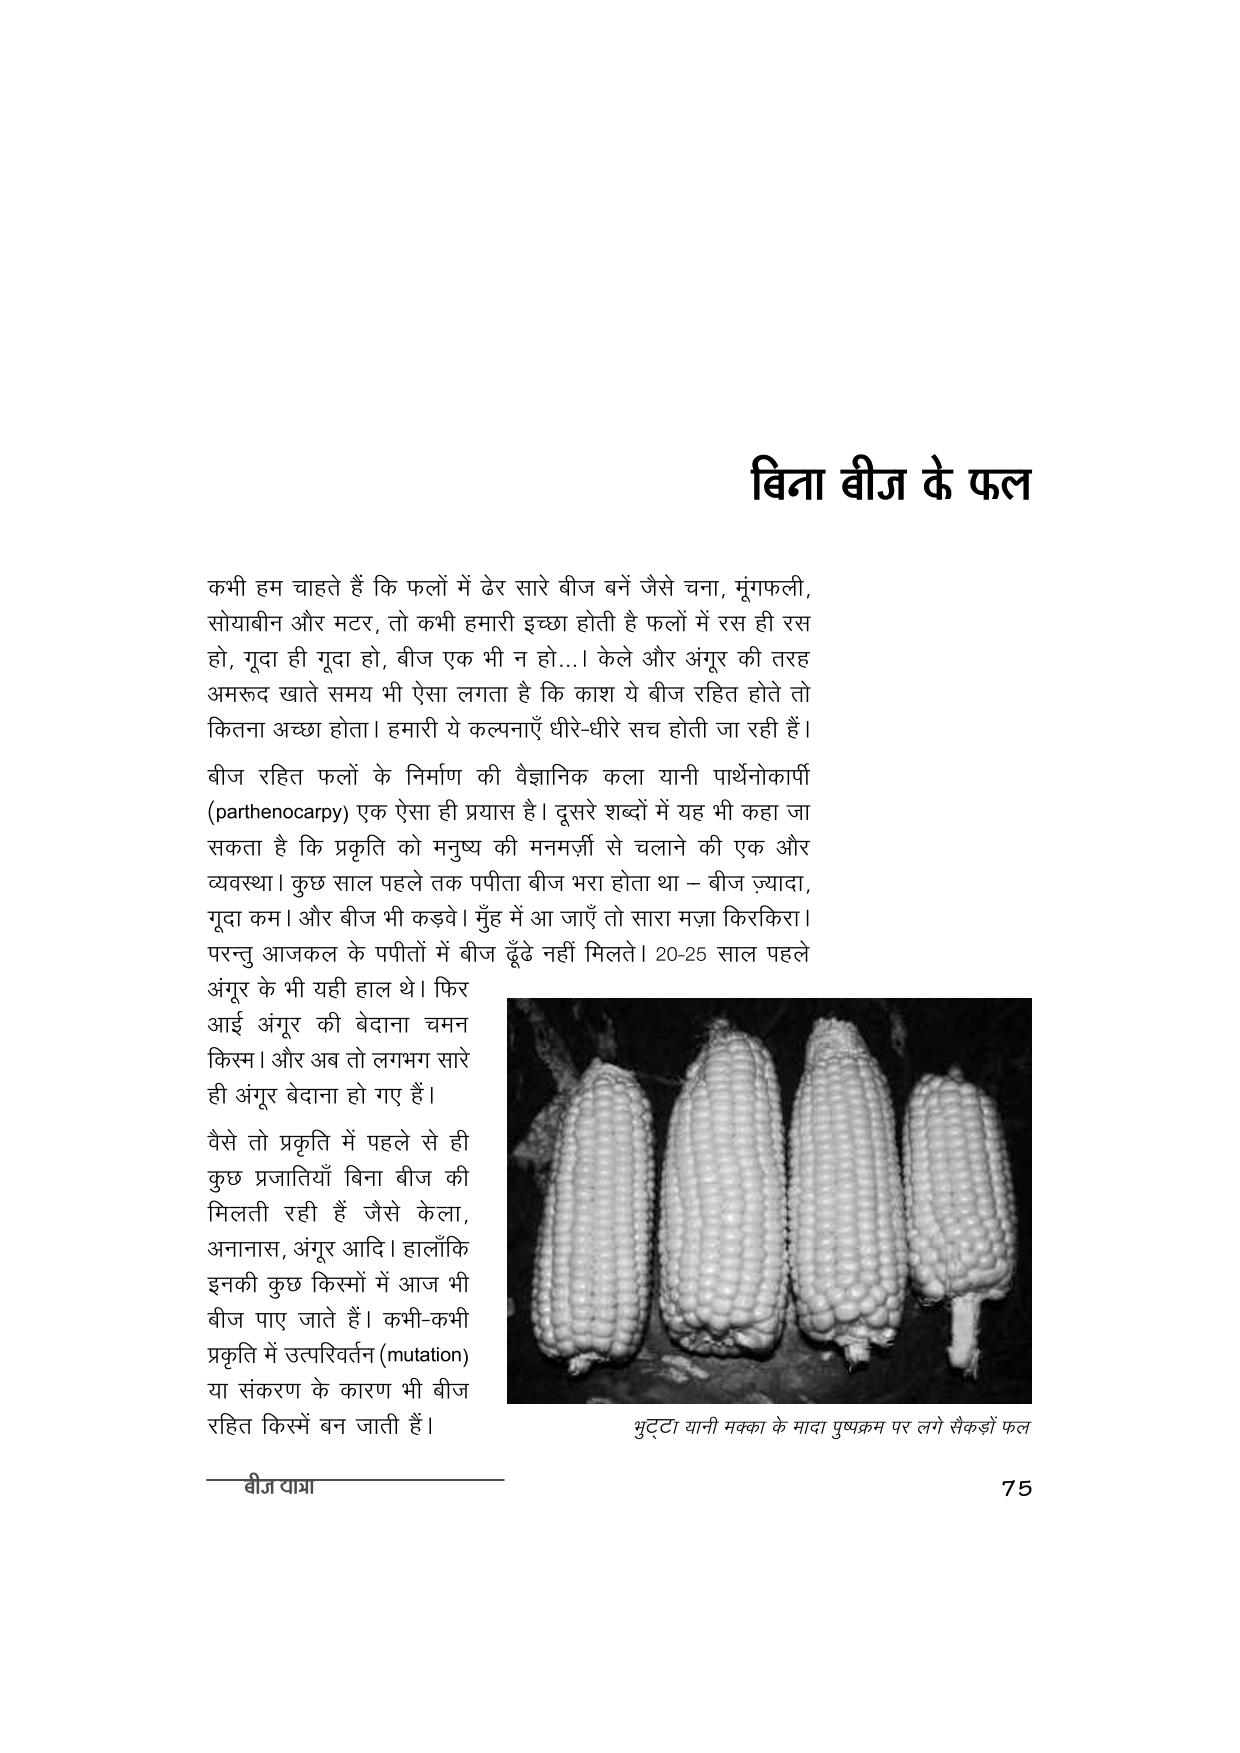 बिना बीज के फल
कभी हम चाहते हैं कि फलों में ढेर सारे बीज बनें जैसे चना, मूंगफली,
सोयाबीन और मटर, तो कभी हमारी इच्छा होती है फलों में रस ही रस
हो, गूदा ही गूदा हो, बीज एक भी न हो...। केले और अंगूर की तरह
अमरूद खाते समय भी ऐसा लगता है कि काश ये बीज रहित होते तो
कितना अच्छा होता। हमारी ये कल्पनाएँ धीरे-धीरे सच होती जा रही हैं।
बीज रहित फलों के निर्माण की वैज्ञानिक कला यानी पार्थेनोकार्पी
(parthenocarpy) एक ऐसा ही प्रयास है। दूसरे शब्दों में यह भी कहा जा
सकता है कि प्रकृति को मनुष्य की मनमर्ज़ी से चलाने की एक और
व्यवस्था। कुछ साल पहले तक पपीता बीज भरा होता था – बीज ज़्यादा,
गूदा कम। और बीज भी कड़वे। मुँह में आ जाएँ तो सारा मज़ा किरकिरा।
परन्तु आजकल के पपीतों में बीज ढूँढे नहीं मिलते। 20-25 साल पहले
अंगूर के भी यही हाल थे। फिर
आई अंगूर की बेदाना चमन
किस्म। और अब तो लगभग सारे
ही अंगूर बेदाना हो गए हैं।
वैसे तो प्रकृति में पहले से ही
कुछ प्रजातियाँ बिना बीज की
मिलती रही हैं जैसे केला,
अनानास, अंगूर आदि। हालाँकि
इनकी कुछ किस्मों में आज भी
बीज पाए जाते हैं। कभी-कभी
प्रकृति में उत्परिवर्तन (mutation)
या संकरण के कारण भी बीज
रहित किस्में बन जाती हैं।
भुट्टा यानी मक्का के मादा पुष्पक्रम पर लगे सैकड़ों फल
बीज यात्रा
75